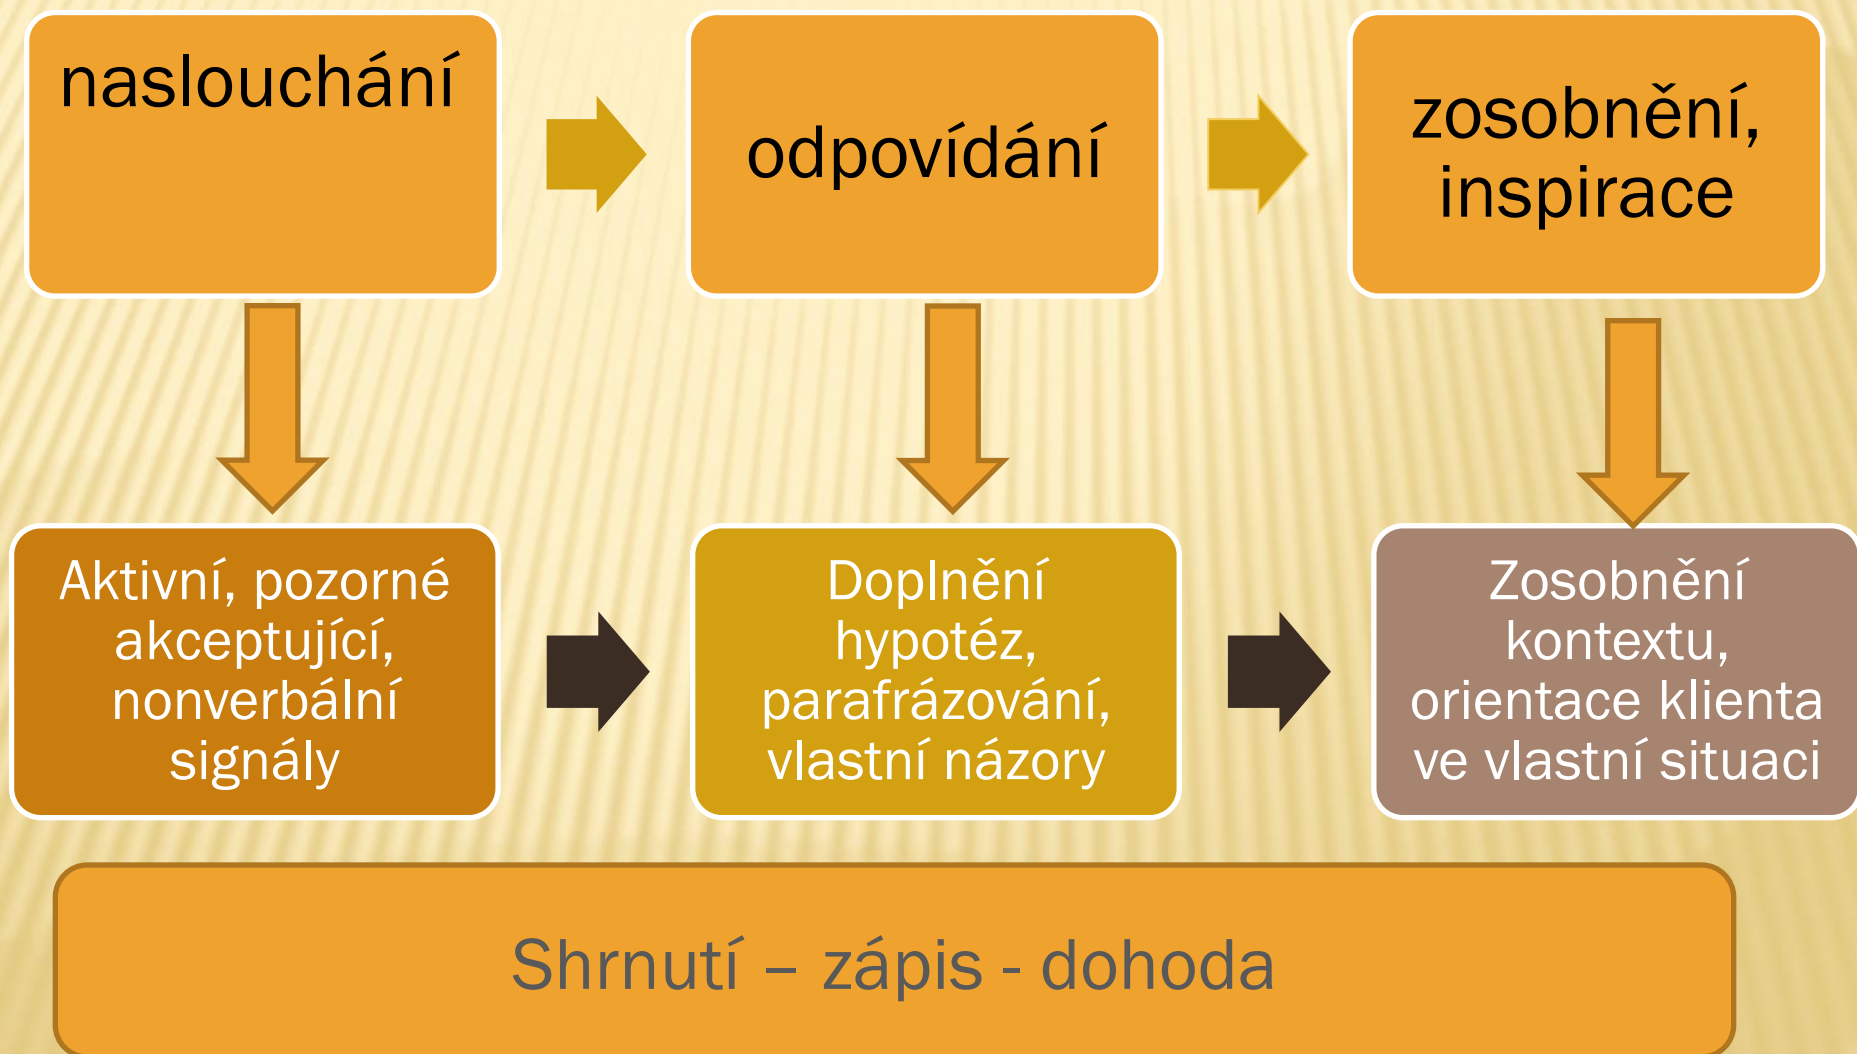 naslouchání
odpovídání
zosobnění,
inspirace
Aktivní, pozorné
akceptující,
nonverbální
signály
Doplnění
hypotéz,
parafrázování,
vlastní názory
Zosobnění
kontextu,
orientace klienta
ve vlastní situaci
Shrnutí – zápis - dohoda